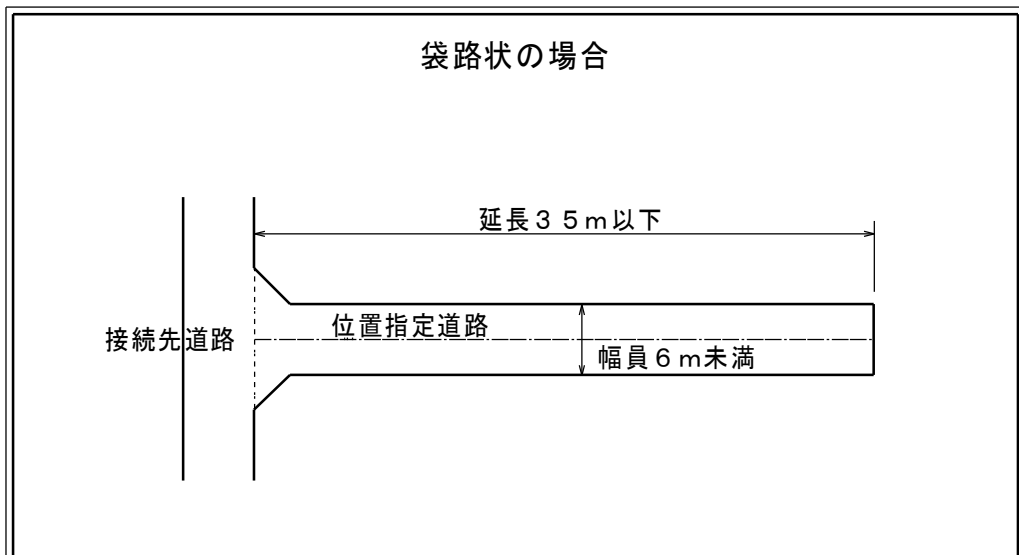 袋路状の場合
延長３５ｍ以下
位置指定道路
接続先道路
幅員６ｍ未満